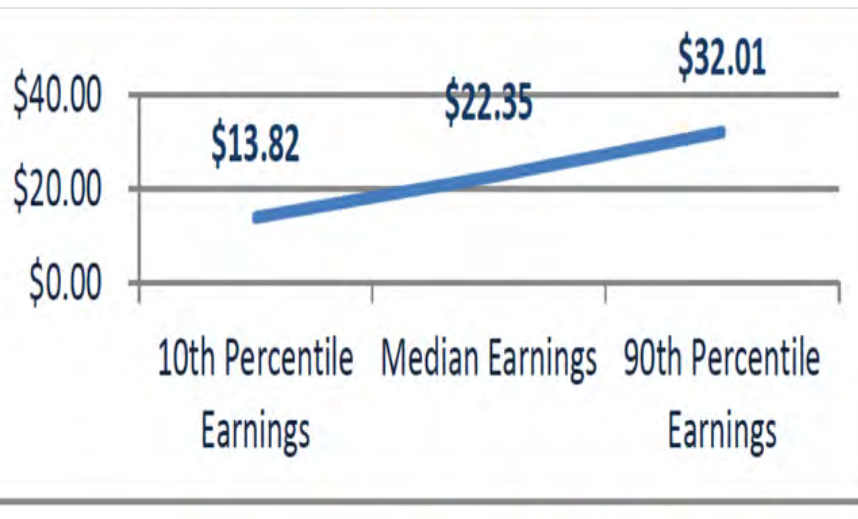 $40.00
$20.00
$0.00
$13.82
$22.35
$32.01
10th Percentile
Earnings
Median Earnings
90th Percentile
Earnings